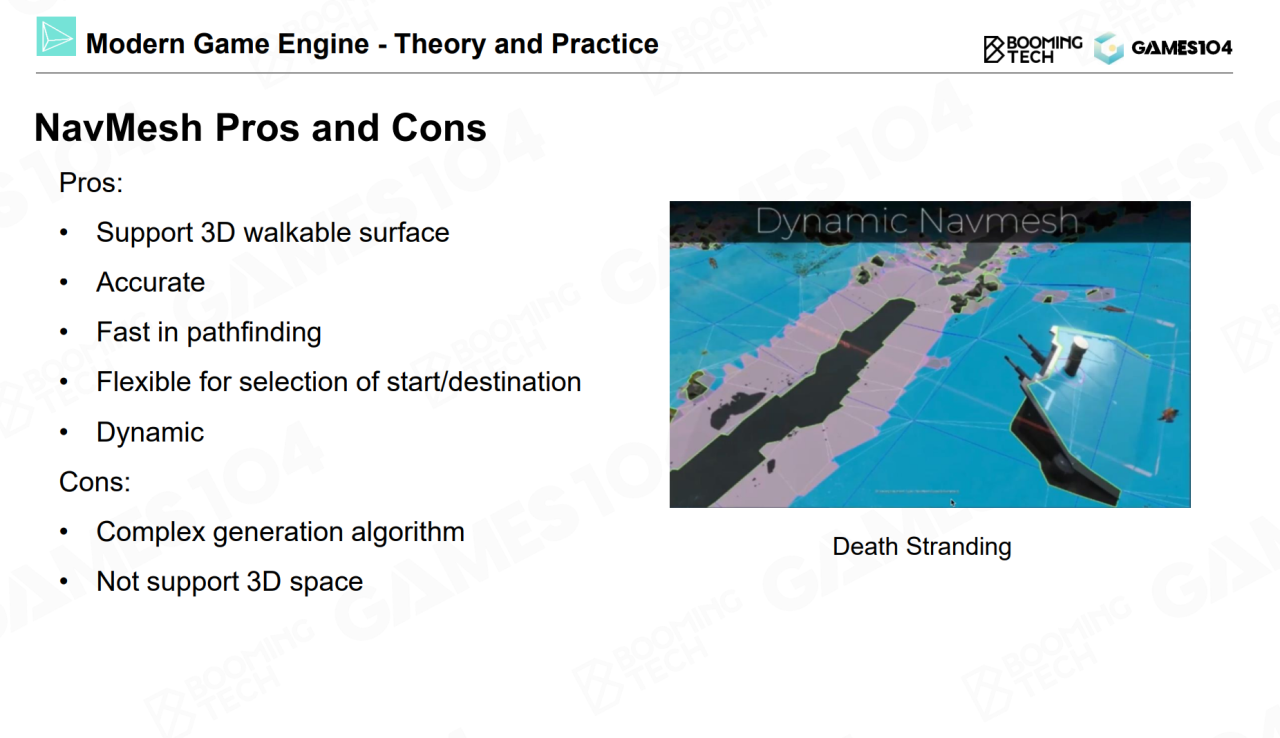 Modern Game Engine - Theory and Practice
BOOMING
TECH
GAMES104
NavMesh Pros and Cons
Pros:
• Support 3D walkable surface
• Accurate
• Fast in pathfinding
• Flexible for selection of start/destination
• Dynamic
Cons:
• Complex generation algorithm
• Not support 3D space
Dynamic Navmesh
Death Stranding